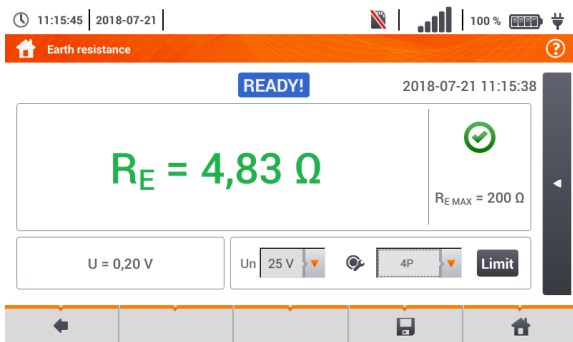 11:15:45 2018-07-21 100 %
Earth resistance
READY! 2018-07-21 11:15:38
RE = 4,83 Ω
RE MAX = 200 Ω
U = 0,20 V Un 25 V 4P Limit